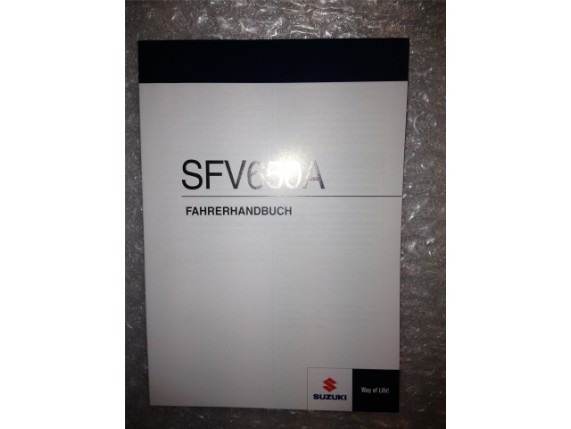 SFV650A
FAHRERHANDBUCH
SUZUKI
Way of Life!